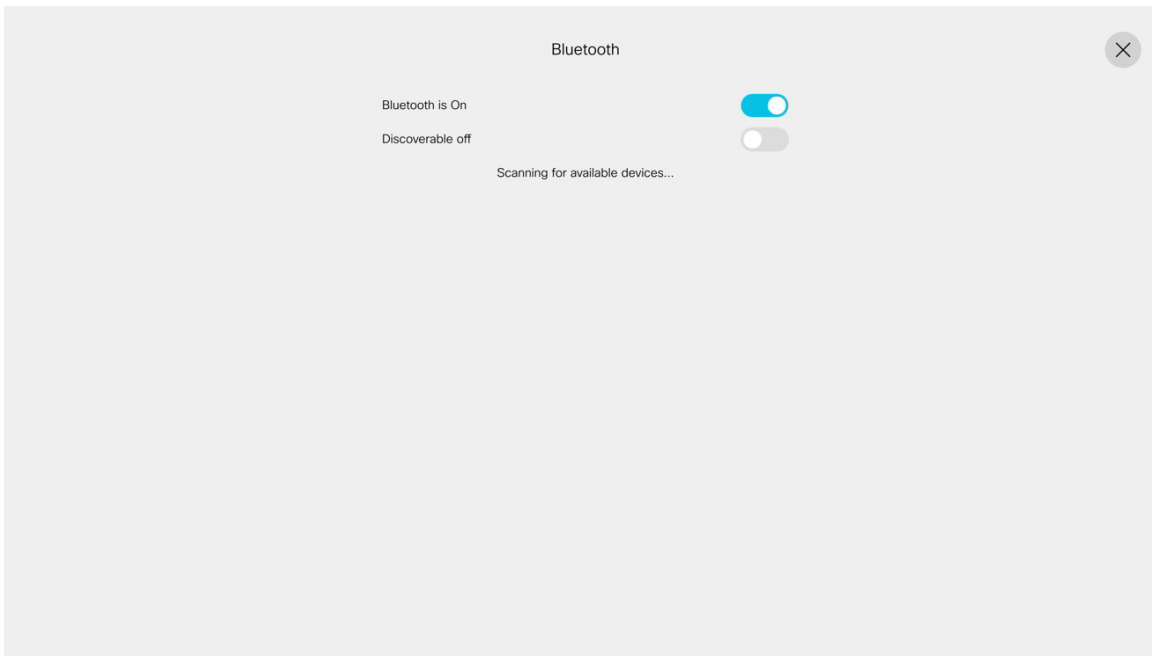 Bluetooth
Bluetooth is On
Discoverable off
Scanning for available devices...